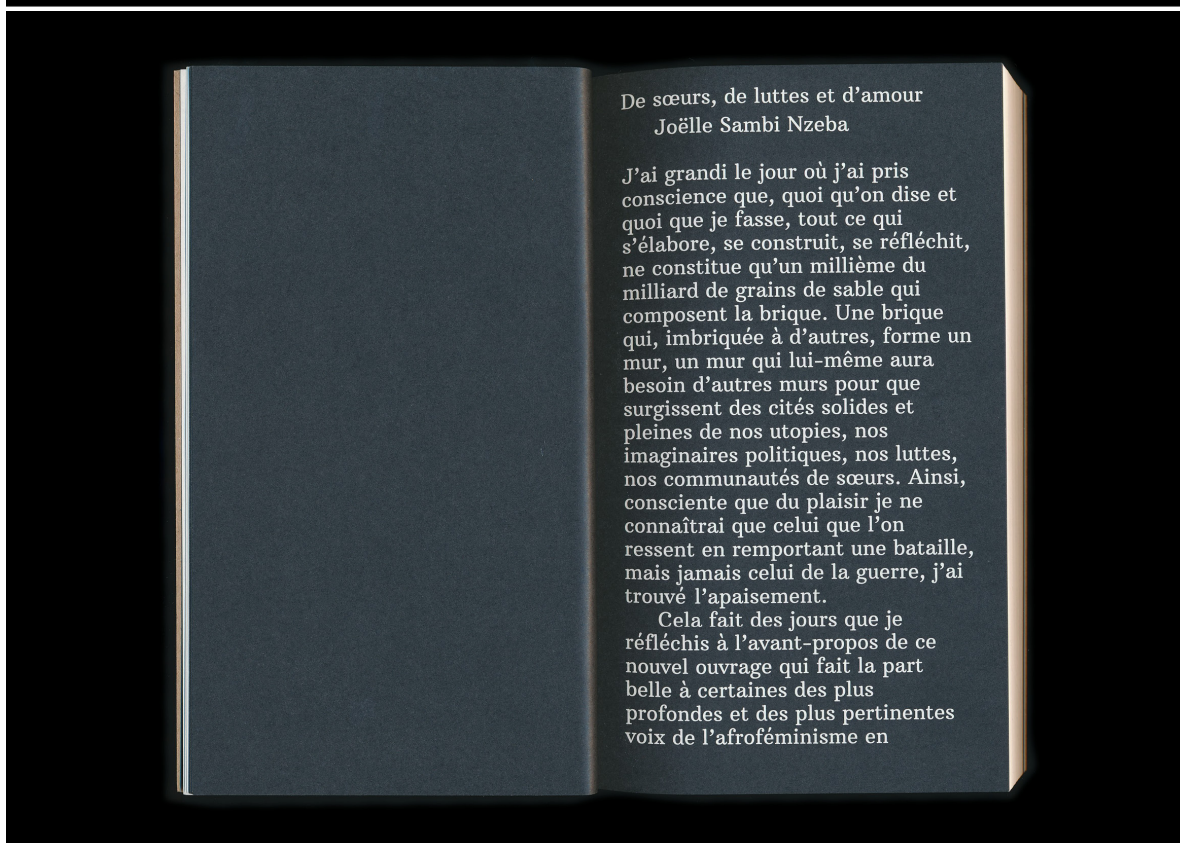 De sœurs, de luttes et d’amour
Joëlle Sambi Nzeba
J’ai grandi le jour où j’ai pris
conscience que, quoi qu’on dise et
quoi que je fasse, tout ce qui
s’élabore, se construit, se réfléchit,
ne constitue qu’un millième du
milliard de grains de sable qui
composent la brique. Une brique
qui, imbriquée à d’autres, forme un
mur, un mur qui lui-même aura
besoin d’autres murs pour que
surgissent des cités solides et
pleines de nos utopies, nos
imaginaires politiques, nos luttes,
nos communautés de sœurs. Ainsi,
consciente que du plaisir je ne
connaîtrai que celui que l’on
ressent en remportant une bataille,
mais jamais celui de la guerre, j’ai
trouvé l’apaisement.
Cela fait des jours que je
réfléchis à l’avant-propos de ce
nouvel ouvrage qui fait la part
belle à certaines des plus
profondes et des plus pertinentes
voix de l’afroféminisme en